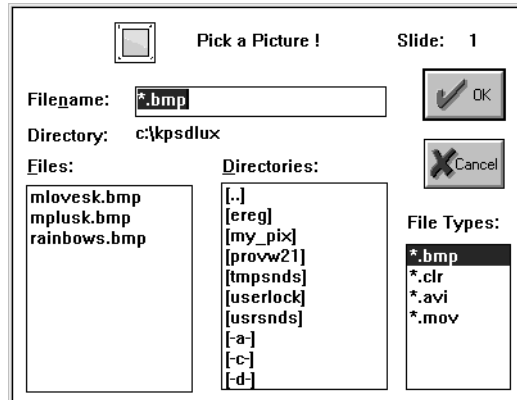 Pick a Picture ! Slide: 1
Filename: *.bmp
OK
Directory: c:\kpsdlux
Files:
mlovesk.bmp
mplusk.bmp
rainbows.bmp
Directories:
[..]
[ereg]
[my_pix]
[provw21]
[tmpsnds]
[userlock]
[usrsnds]
[-a-]
[-c-]
[-d-]
Cancel
File Types:
*.bmp
*.clr
*.avi
*.mov